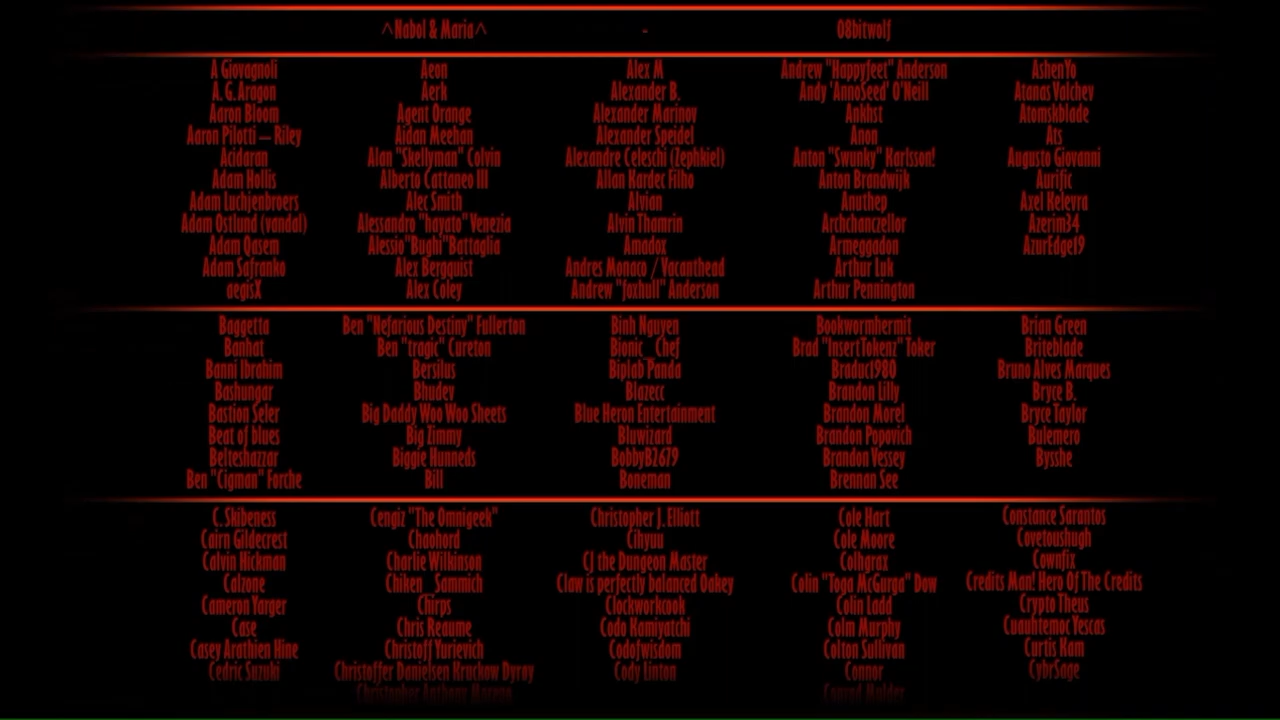 ^Nabol & Maria^
-
08bitwolf
A Giovagnoli
A. G. Aragon
Aaron Bloom
Aaron Pilotti – Riley
Acidaran
Adam Hollis
Adam Luchjenbroers
Adam Ostlund (vandal)
Adam Qasem
Adam Safranko
aegisX
Aeon
Aerk
Agent Orange
Aidan Meehan
Alan "Skellyman" Colvin
Alberto Cattaneo III
Alec Smith
Alessandro "hayato" Venezia
Alessio"Bughi"Battaglia
Alex Bergquist
Alex Coley
Alex M
Alexander B.
Alexander Marinov
Alexander Speidel
Alexandre Celeschi (Zephkiel)
Allan Kardec Filho
Alvian
Alvin Thamrin
Amadox
Andres Monaco / Vacanthead
Andrew "foxhull" Anderson
Andrew "Happyfeet" Anderson
Andy 'AnnoSeed' O'Neill
Ankhst
Anon
Anton "Swunky" Karlsson!
Anton Brandwijk
Anuthep
Archchanzellor
Armeggadon
Arthur Luk
Arthur Pennington
AshenYo
Atanas Valchev
Atomskblade
Ats
Augusto Giovanni
Aurific
Axel Kelevra
Azerim34
AzurEdge19
Baggetta
Banhat
Banni Ibrahim
Bashungar
Bastion Seler
Beat of blues
Belteshazzar
Ben "Cigman" Forche
Ben "Nefarious Destiny" Fullerton
Ben "tragic" Cureton
Bersilus
Bhudev
Big Daddy Woo Woo Sheets
Big Zimmy
Biggie Hunneds
Bill
Binh Nguyen
Bionic_Chef
Biplab Panda
Blazecc
Blue Heron Entertainment
Bluwizard
BobbyB2679
Boneman
Bookwormhermit
Brad "InsertTokenz" Toker
Braduc1980
Brandon Lilly
Brandon Morel
Brandon Popovich
Brandon Vessey
Brennan See
Brian Green
Briteblade
Bruno Alves Marques
Bryce B.
Bryce Taylor
Bulemero
Bysshe
C. Skibeness
Cairn Gildecrest
Calvin Hickman
Calzone
Cameron Yarger
Case
Casey Arathien Hine
Cedric Suzuki
Cengiz "The Omnigeek"
Chaohord
Charlie Wilkinson
Chiken_Sammich
Chirps
Chris Reaume
Christoff Yurievich
Christoffer Danielsen Kruckow Dyrøy
Christopher Anthony Moreno
Christopher J. Elliott
Cihyuu
CJ the Dungeon Master
Claw is perfectly balanced Oakey
Clockworkcook
Codo Kamiyatchi
Codofwisdom
Cody Linton
Cole Hart
Cole Moore
Colhgrax
Colin "Toga McGurga" Dow
Colin Ladd
Colm Murphy
Colton Sullivan
Connor
Conrad Mulder
Constance Sarantos
Covetoushugh
Cowufix
Credits Man! Hero Of The Credits
Crypto Theus
Cuauhtemoc Yescas
Curtis Kam
CybrSage